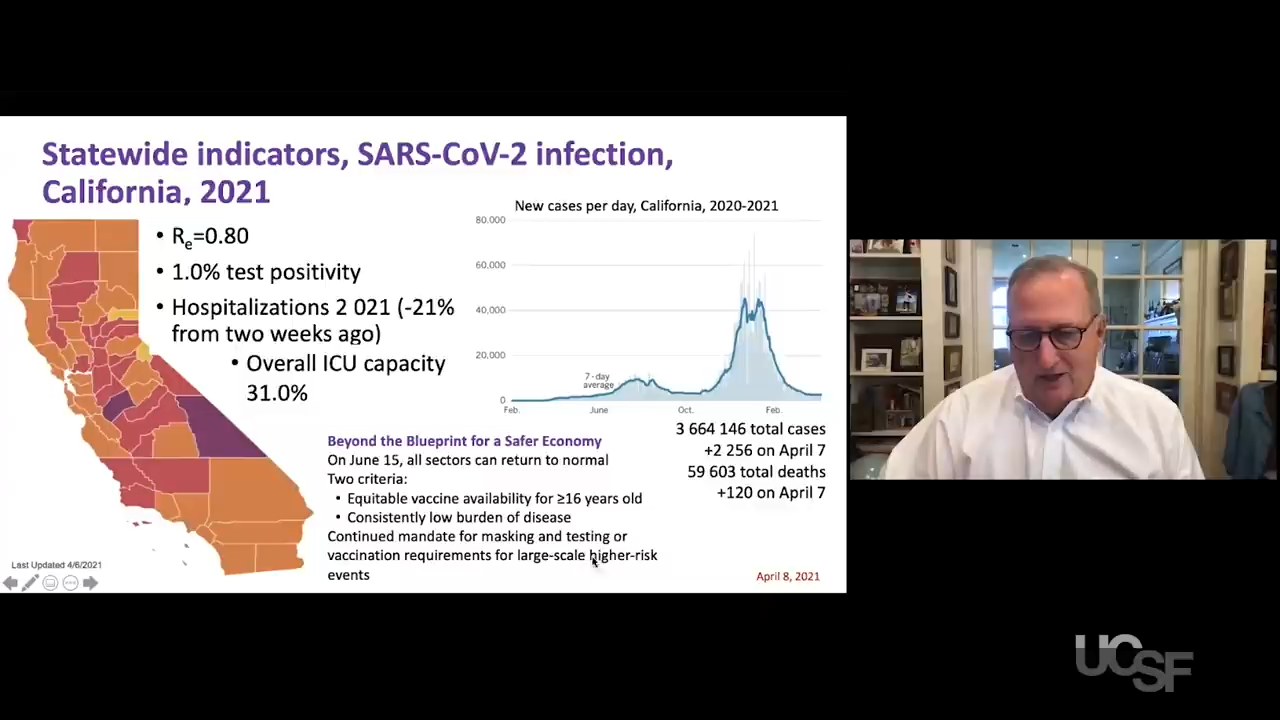 Statewide indicators, SARS-CoV-2 infection,
California, 2021
• Re=0.80
• 1.0% test positivity
• Hospitalizations 2 021 (-21%
from two weeks ago)
• Overall ICU capacity
31.0%
New cases per day, California, 2020-2021
80.000
60,000
40,000
20,000
0
7-day
average
Feb.
June
Oct.
Feb.
3 664 146 total cases
+2 256 on April 7
59 603 total deaths
+120 on April 7
Beyond the Blueprint for a Safer Economy
On June 15, all sectors can return to normal
Two criteria:
• Equitable vaccine availability for ≥16 years old
• Consistently low burden of disease
Continued mandate for masking and testing or
vaccination requirements for large-scale higher-risk
events
Last Updated 4/6/2021
April 8, 2021
UCSF